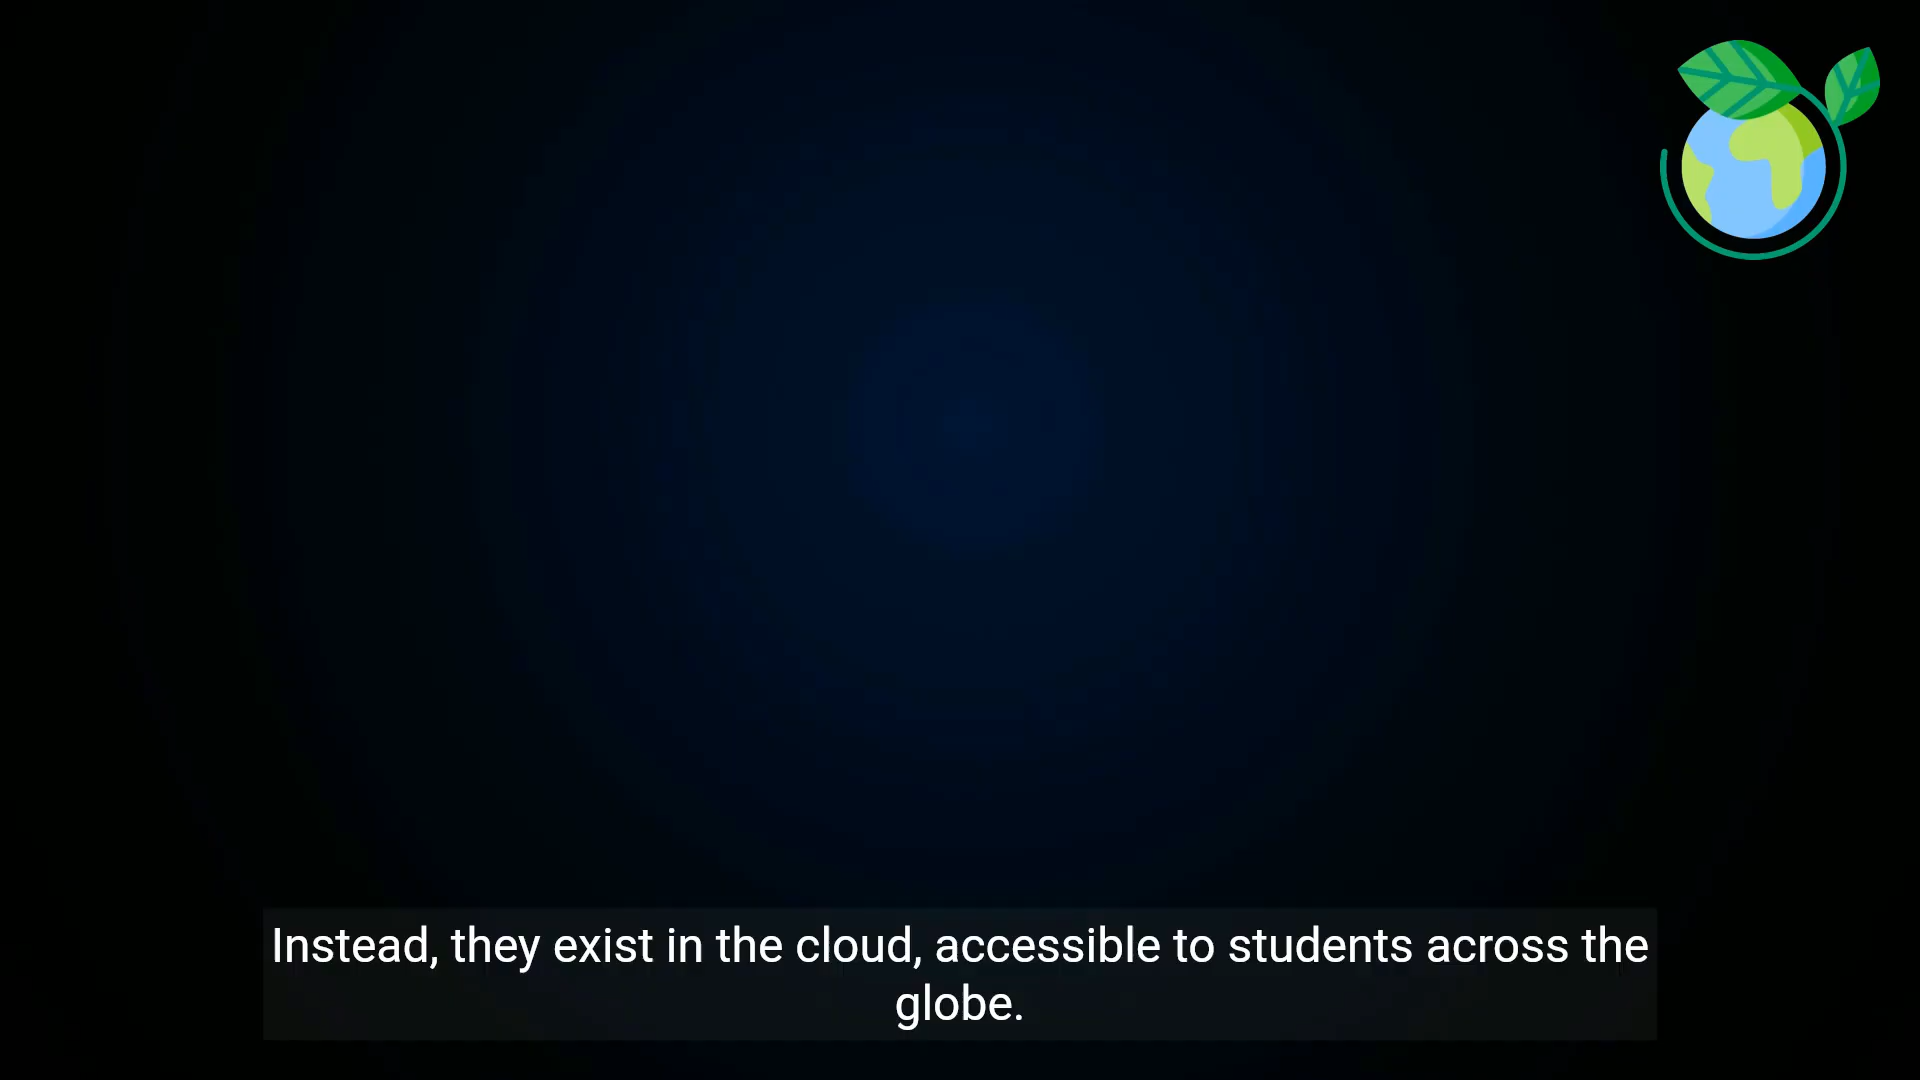 Instead, they exist in the cloud, accessible to students across the
globe.